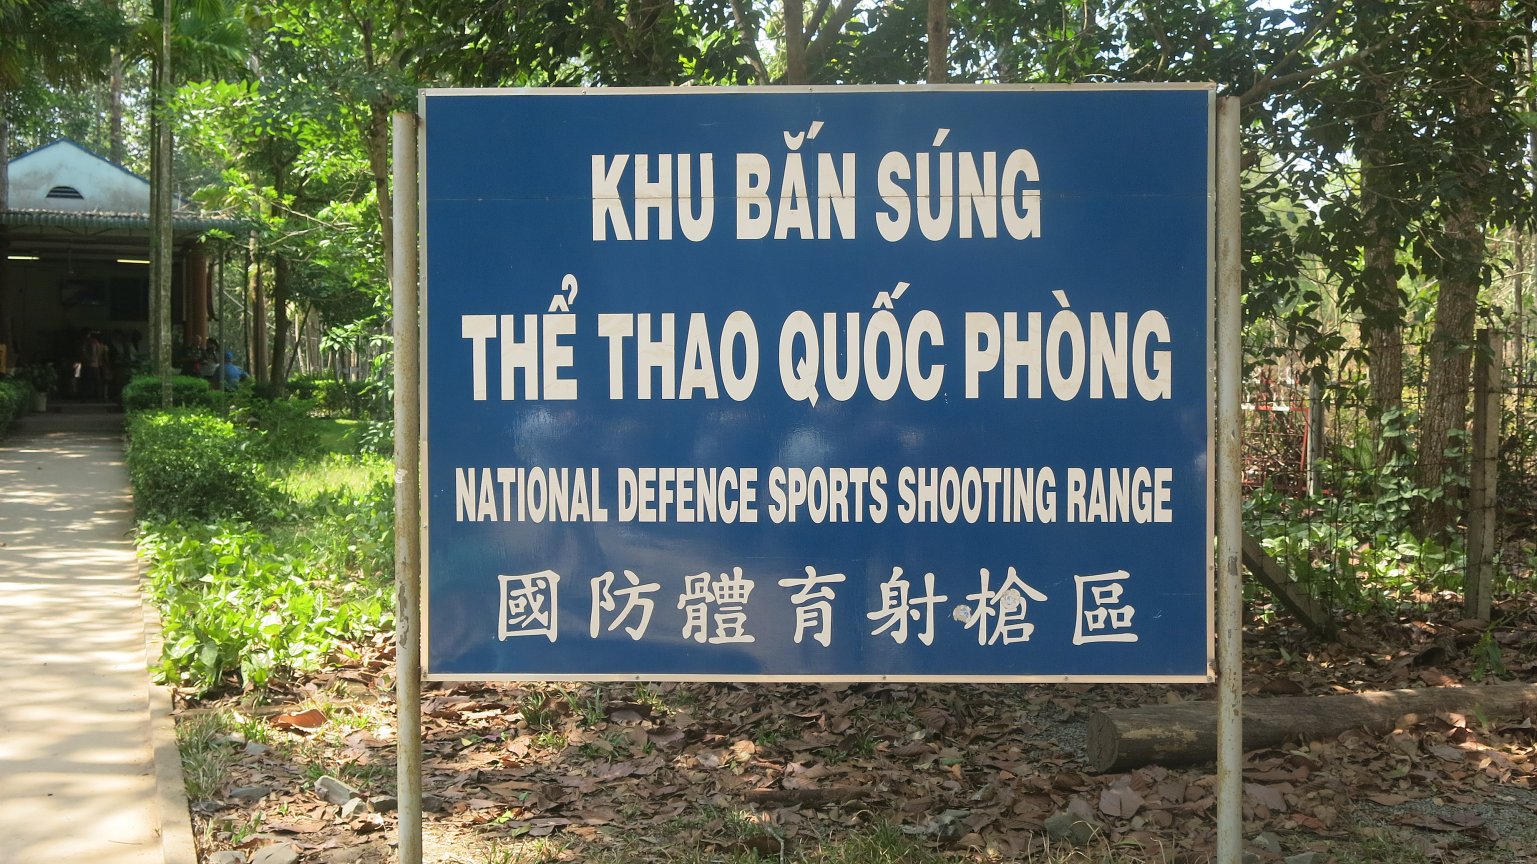 KHU BẮN SÚNG
THỂ THAO QUỐC PHÒNG
NATIONAL DEFENCE SPORTS SHOOTING RANGE
國防體育射槍區